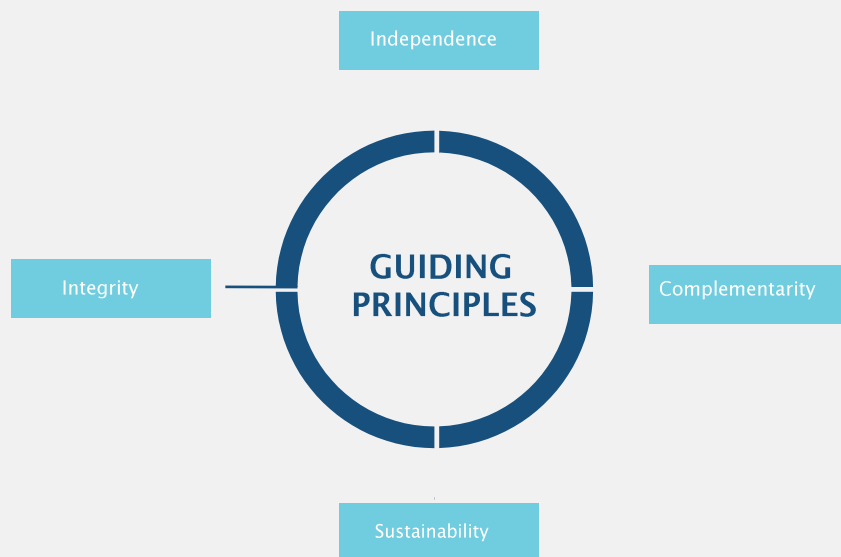 Independence
Integrity
GUIDING
PRINCIPLES
Complementarity
Sustainability